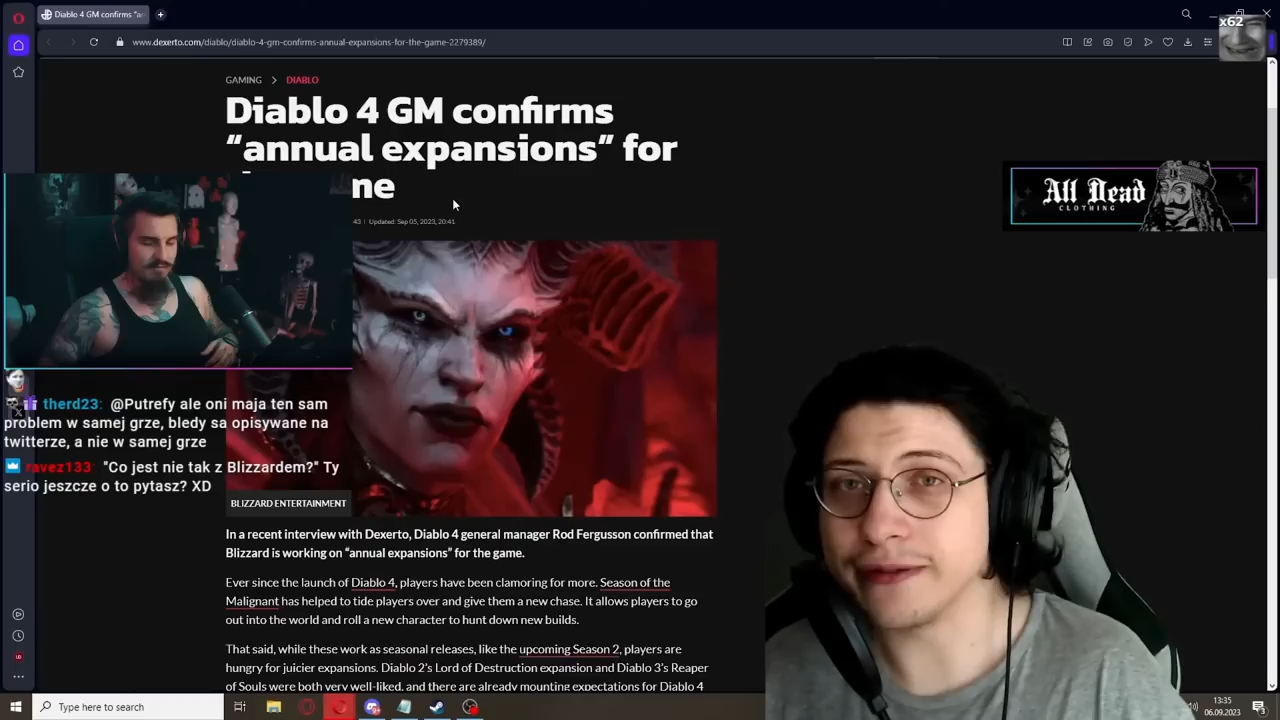 Diablo 4 GM confirms "ar
x62
www.dexerto.com/diablo/diablo-4-gm-confirms-annual-expansions-for-the-game-2279389/
GAMING > DIABLO
Diablo 4 GM confirms
“annual expansions” for
ne
43 | Updated: Sep 05, 2023, 20:41
All Dead
CLOTHING
therd23: @Putrefy ale oni maja ten sam
problem w samej grze, bledy sa opisywane na
twitterze, a nie w samej grze
ravez133: "Co jest nie tak z Blizzardem?" Ty
serio jeszcze o to pytasz? XD
BLIZZARD ENTERTAINMENT
In a recent interview with Dexerto, Diablo 4 general manager Rod Fergusson confirmed that
Blizzard is working on “annual expansions” for the game.
Ever since the launch of Diablo 4, players have been clamoring for more. Season of the
Malignant has helped to tide players over and give them a new chase. It allows players to go
out into the world and roll a new character to hunt down new builds.
That said, while these work as seasonal releases, like the upcoming Season 2, players are
hungry for juicier expansions. Diablo 2’s Lord of Destruction expansion and Diablo 3’s Reaper
of Souls were both very well-liked, and there are already mounting expectations for Diablo 4
Type here to search
13:35
06.09.2023